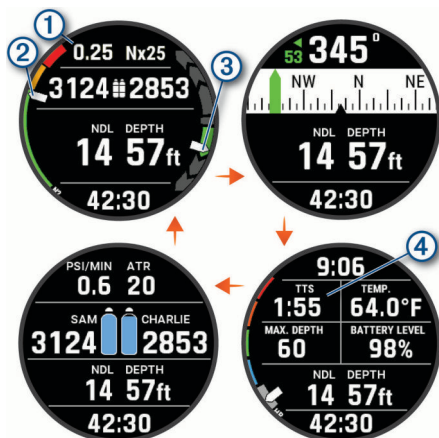 1
2
3
0.25 Nx25
3124 2853
NDL DEPTH
14 57ft
42:30
53 345°
NW N NE
NDL DEPTH
14 57ft
42:30
PSI/MIN ATR
0.6 20
SAM CHARLIE
3124 2853
NDL DEPTH
14 57ft
42:30
4
9:06
TTS TEMP.
1:55 64.0°F
MAX. DEPTH BATTERY LEVEL
60 98%
NDL DEPTH
14 57ft
42:30